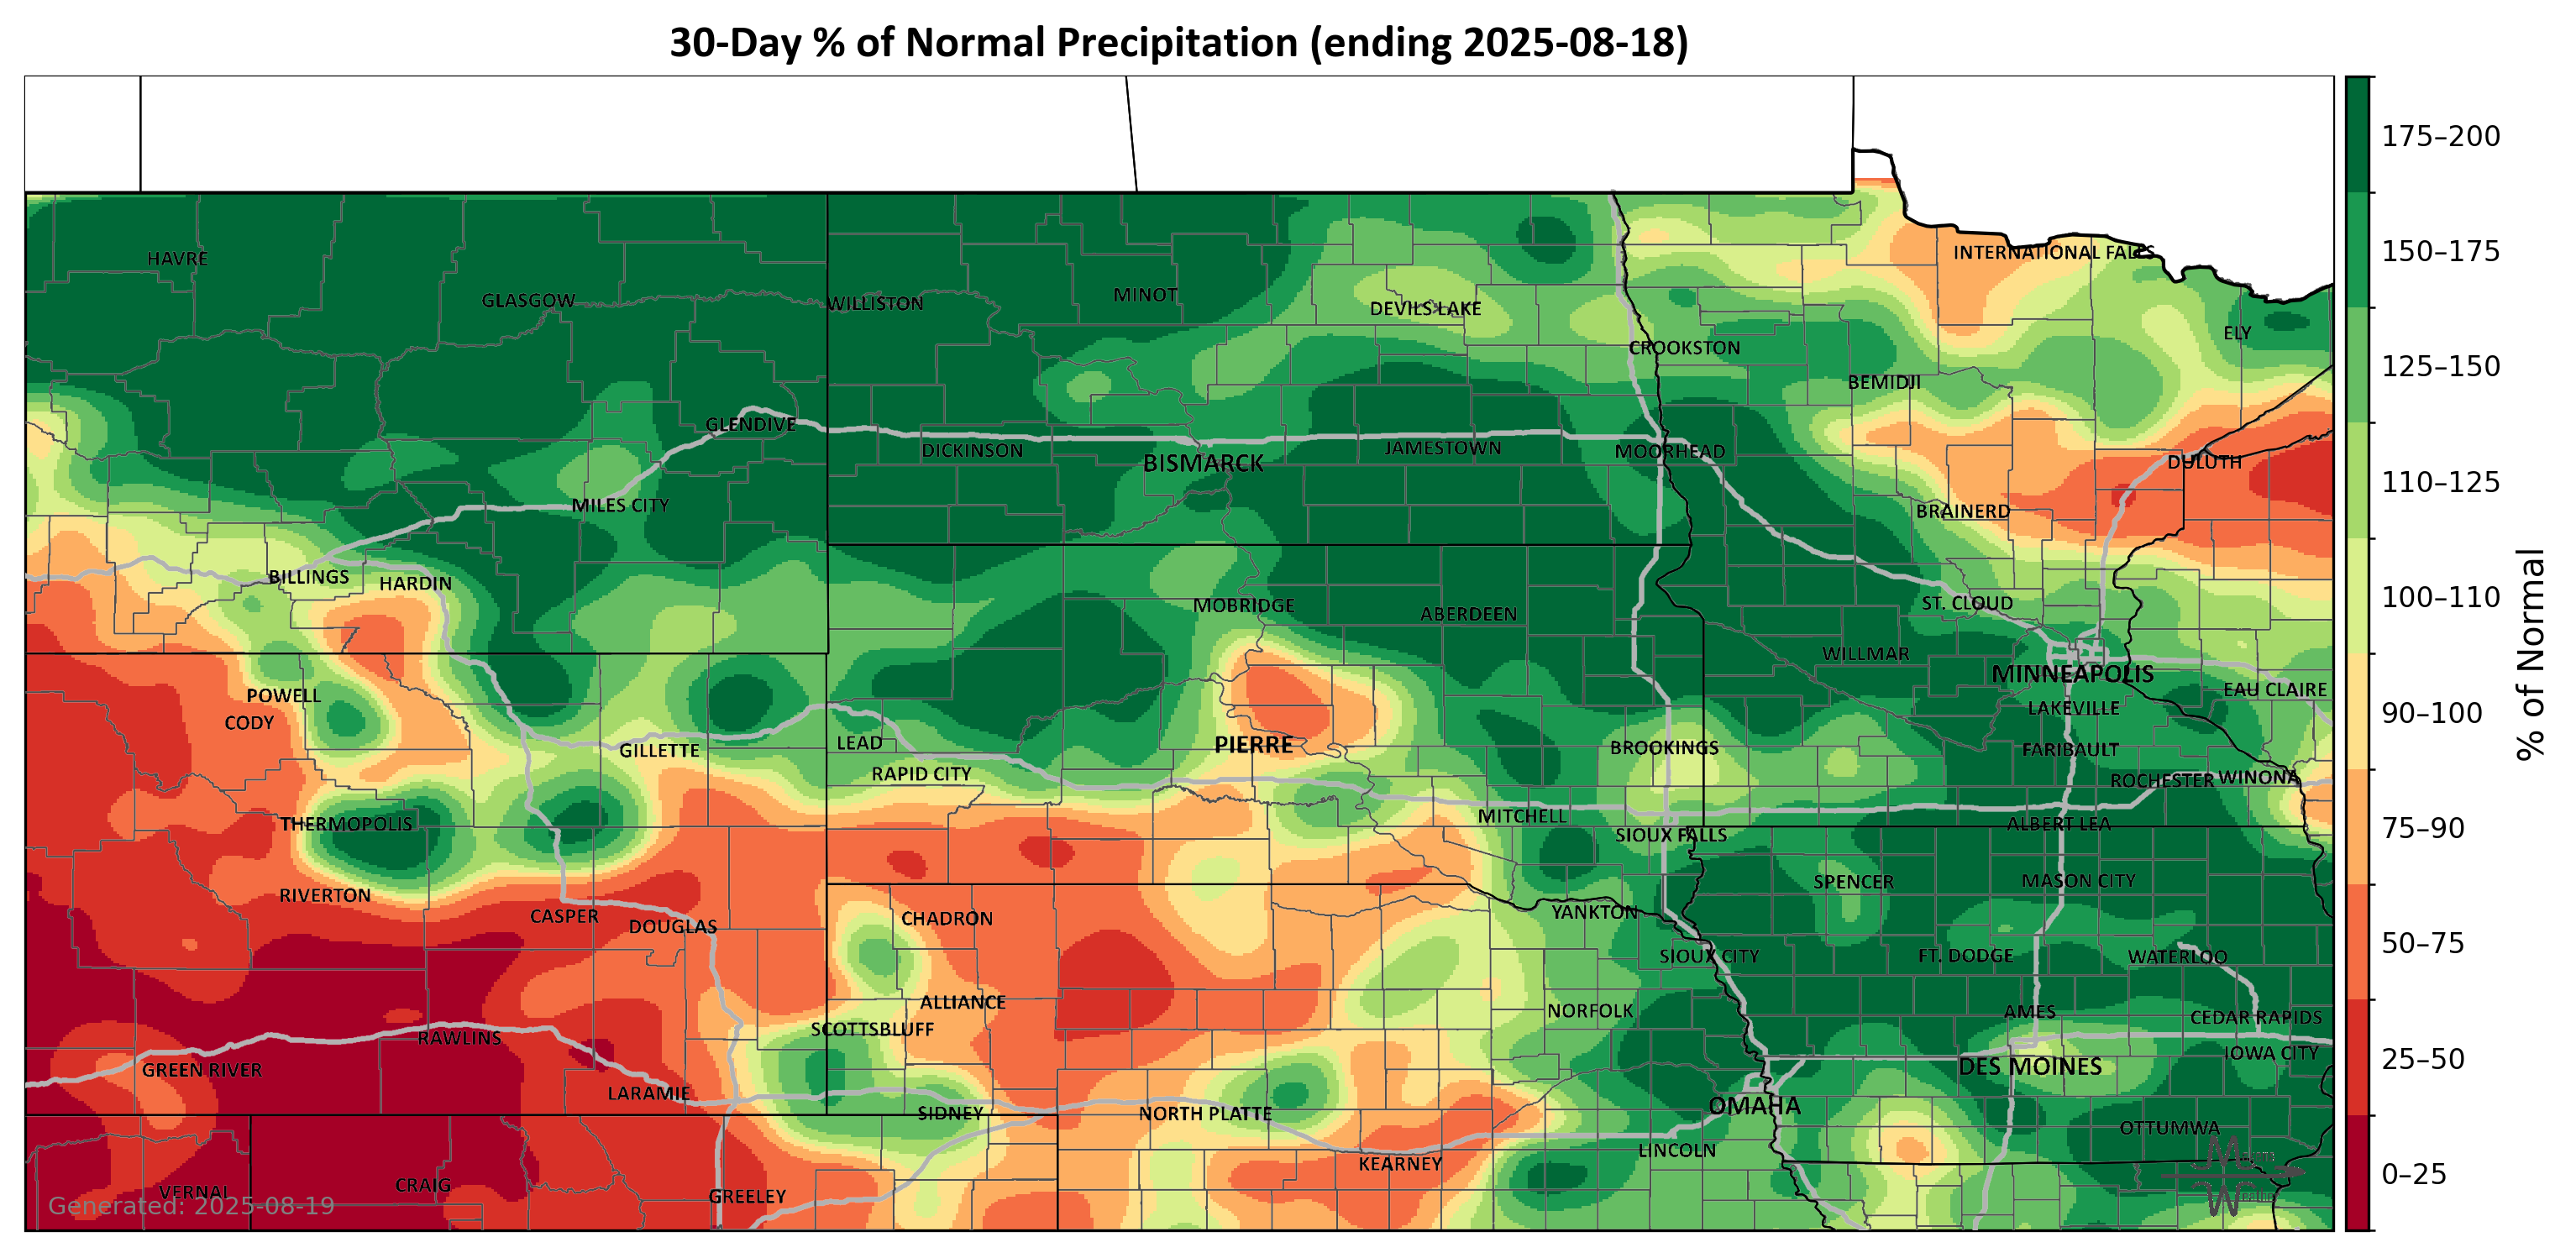 30-Day % of Normal Precipitation (ending 2025-08-18)
175–200
INTERNATIONAL FALLS
150–175
HAVRE
MINOT
GLASGOW
WILLISTON
DEVILS LAKE
ELY
CROOKSTON
125–150
BEMIDJI
GLENDIVE
DICKINSON
JAMESTOWN
MOORHEAD
BISMARCK
DULUTH
110–125
MILES CITY
BRAINERD
BILLINGS
HARDIN
100–110
MOBRIDGE
ST. CLOUD
ABERDEEN
WILLMAR
MINNEAPOLIS
% of Normal
POWELL
EAU CLAIRE
LAKEVILLE
90–100
CODY
LEAD
PIERRE
BROOKINGS
FARIBAULT
GILLETTE
RAPID CITY
ROCHESTER
WINONA
MITCHELL
THERMOPOLIS
ALBERT LEA
75–90
SIOUX FALLS
SPENCER
MASON CITY
RIVERTON
YANKTON
CASPER
CHADRON
DOUGLAS
50–75
SIOUX CITY
FT. DODGE
WATERLOO
ALLIANCE
NORFOLK
AMES
CEDAR RAPIDS
SCOTTSBLUFF
RAWLINS
IOWA CITY
25–50
GREEN RIVER
DES MOINES
LARAMIE
OMAHA
SIDNEY
NORTH PLATTE
OTTUMWA
LINCOLN
KEARNEY
0–25
CRAIG
VERNAL
GREELEY
Generated: 2025-08-19